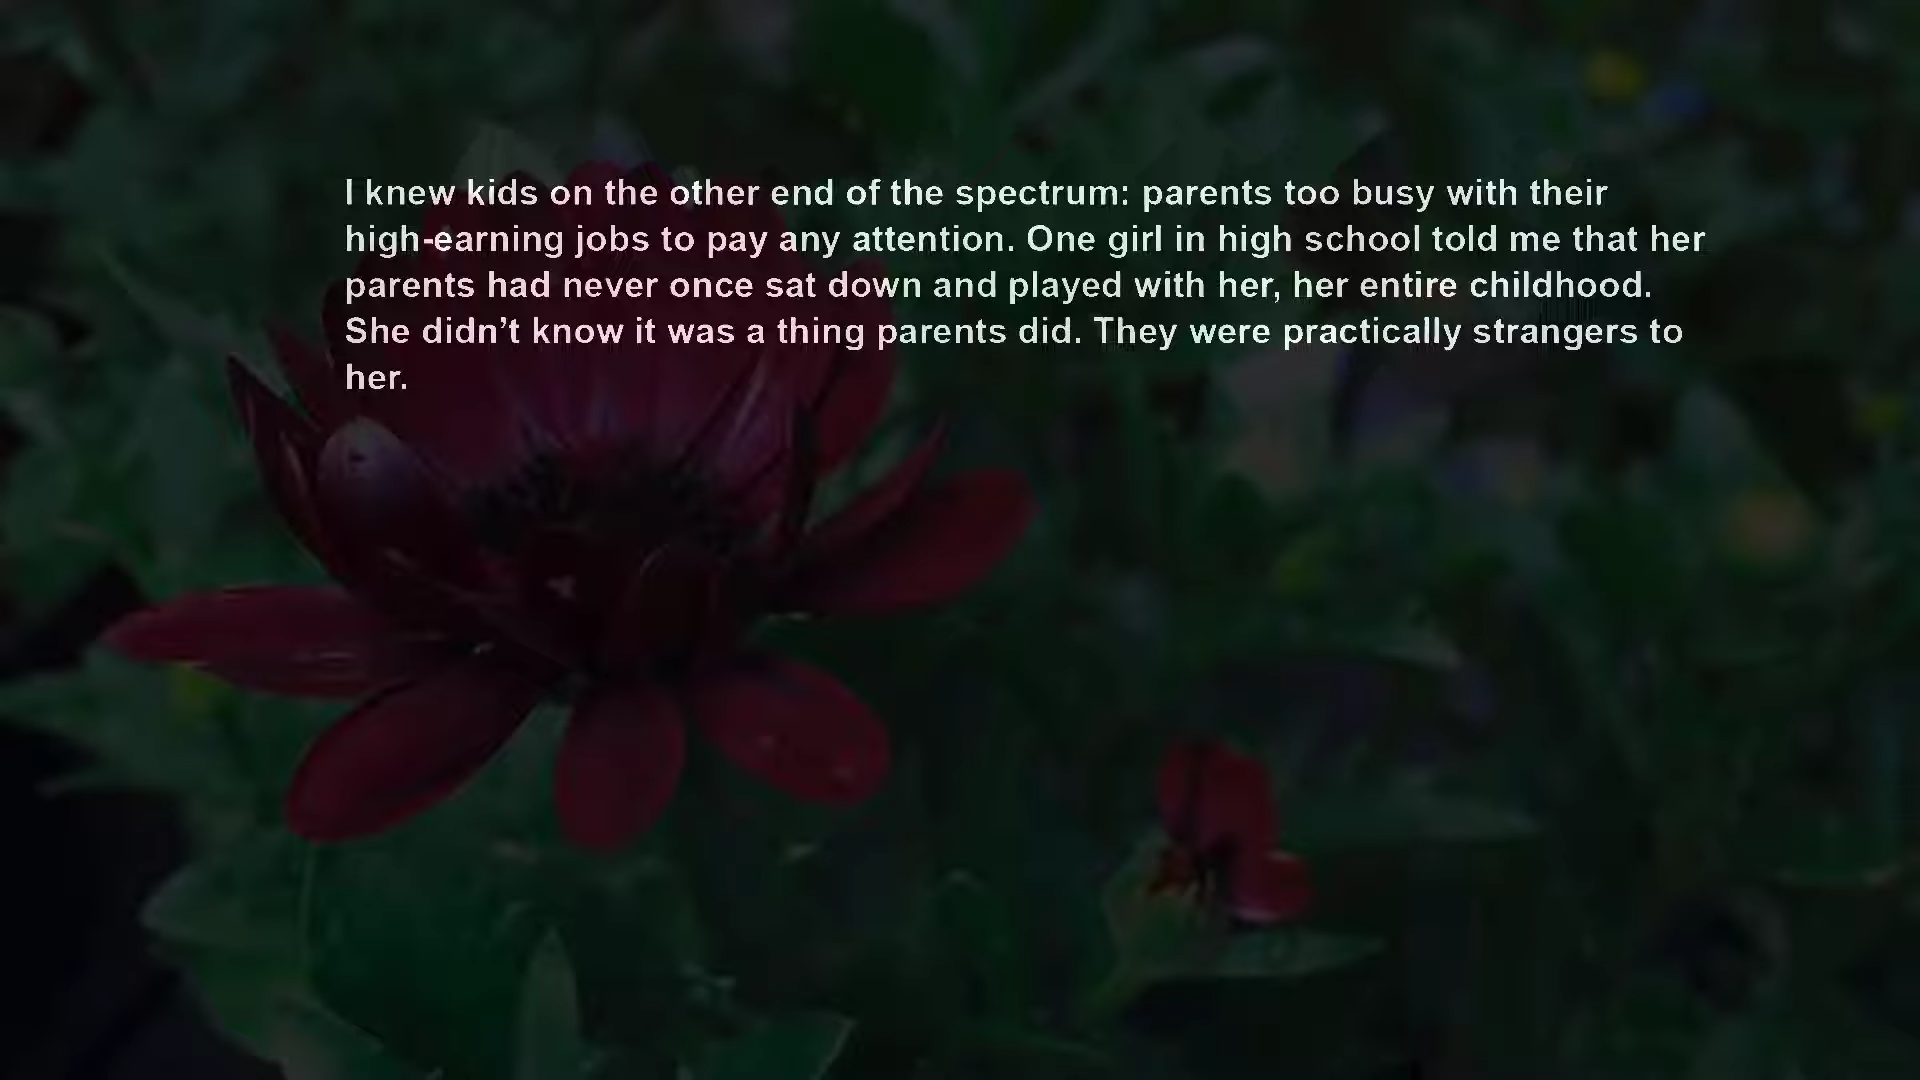 I knew kids on the other end of the spectrum: parents too busy with their
high-earning jobs to pay any attention. One girl in high school told me that her
parents had never once sat down and played with her, her entire childhood.
She didn’t know it was a thing parents did. They were practically strangers to
her.